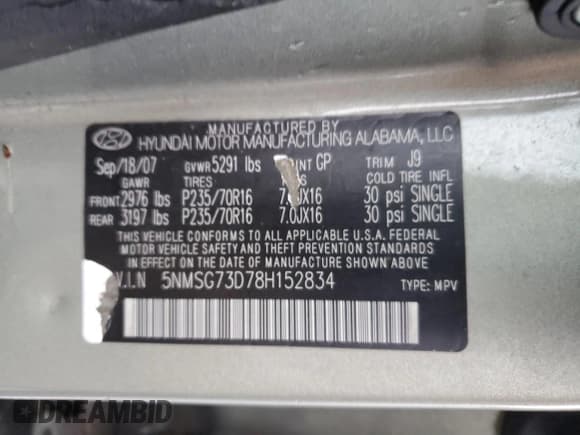 MANUFACTURED BY
HYUNDAI MOTOR MANUFACTURING ALABAMA, LLC
Sep/18/07 GVWR 5291 lbs GP TRIM J9
GAWR TIRES COLD TIRE INFL
FRONT 2976 lbs P235/70R16 JX16 30 psi SINGLE
REAR 3197 lbs P235/70R16 7.0JX16 30 psi SINGLE
THIS VEHICLE CONFORMS TO ALL APPLICABLE U.S.A. FEDERAL
MOTOR VEHICLE SAFETY, BUMPER, THEFT PREVENTION STANDARDS
IN EFFECT ON THE DATE OF MANUFACTURE SHOWN ABOVE.
V.I.N 5NMSG73D78H152834
TYPE: MPV
DREAMBID